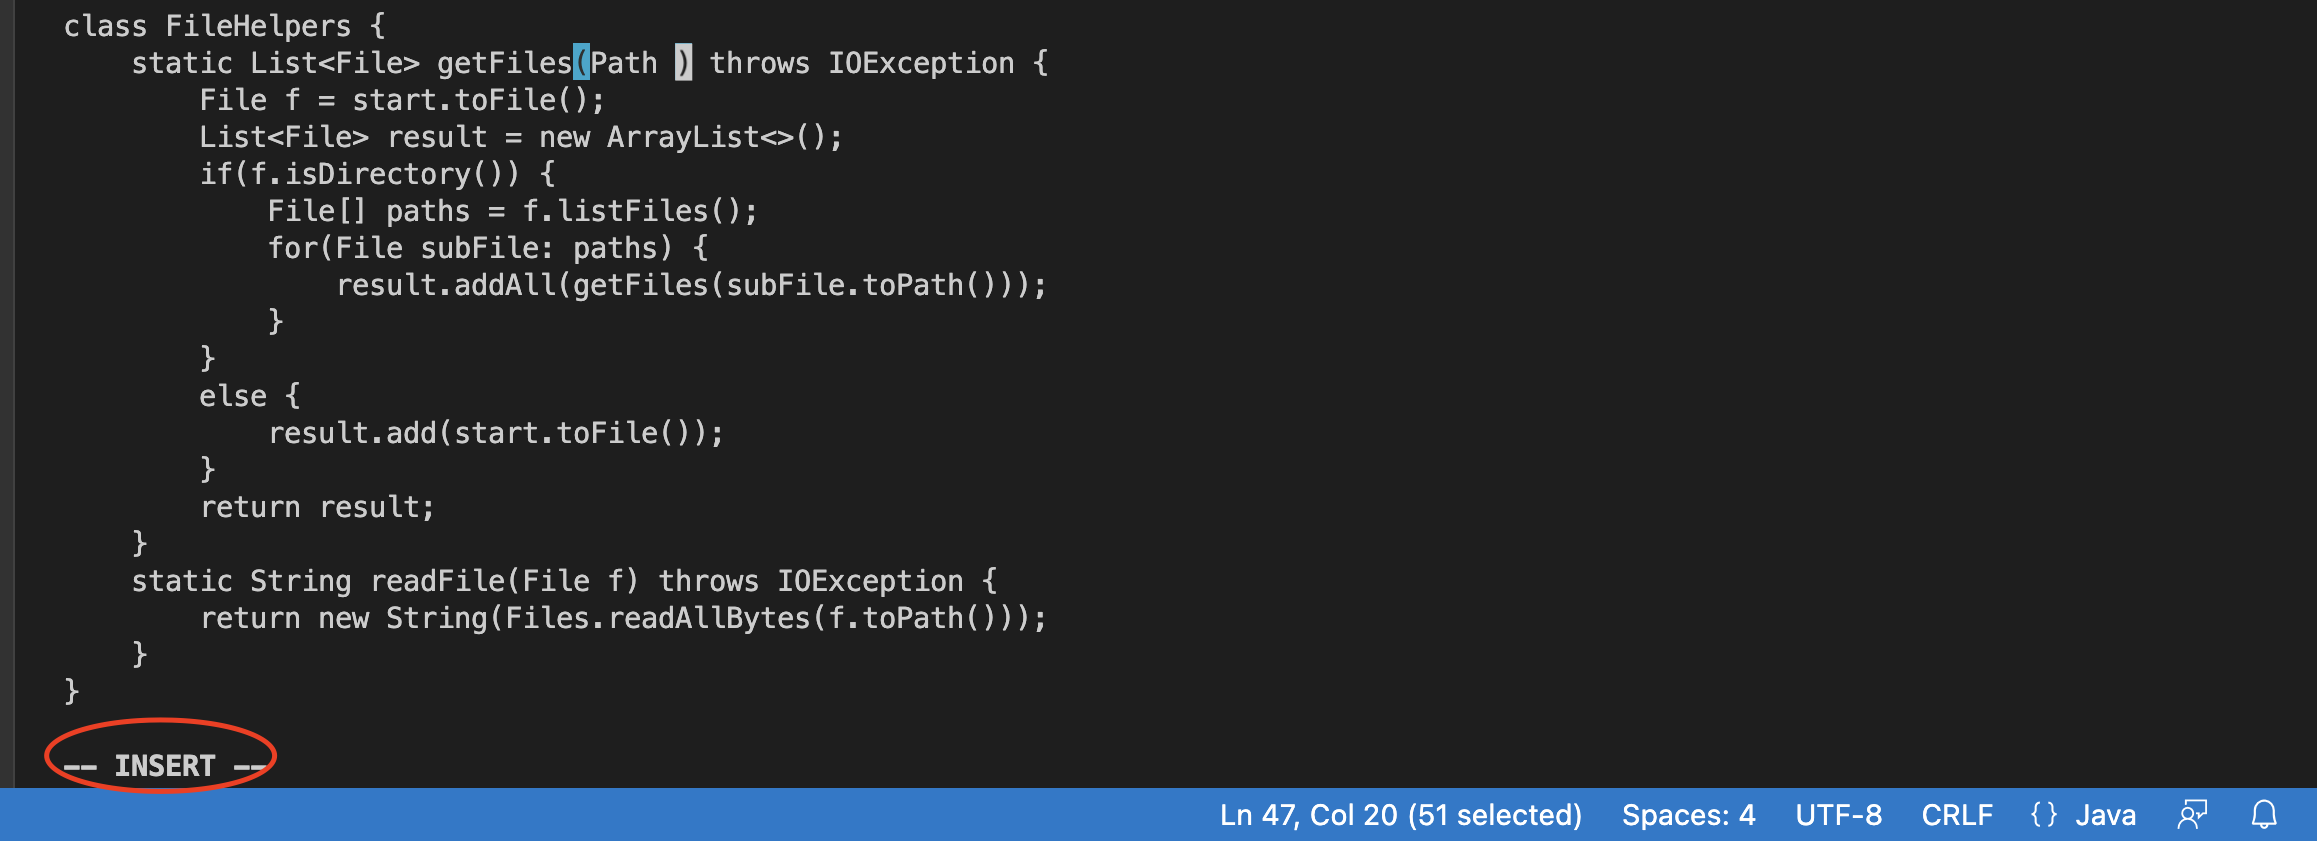 class FileHelpers {
    static List<File> getFiles(Path ) throws IOException {
        File f = start.toFile();
        List<File> result = new ArrayList<>();
        if(f.isDirectory()) {
            File[] paths = f.listFiles();
            for(File subFile: paths) {
                result.addAll(getFiles(subFile.toPath()));
            }
        }
        else {
            result.add(start.toFile());
        }
        return result;
    }
    static String readFile(File f) throws IOException {
        return new String(Files.readAllBytes(f.toPath()));
    }
}
-- INSERT --
Ln 47, Col 20 (51 selected) Spaces: 4 UTF-8 CRLF {} Java